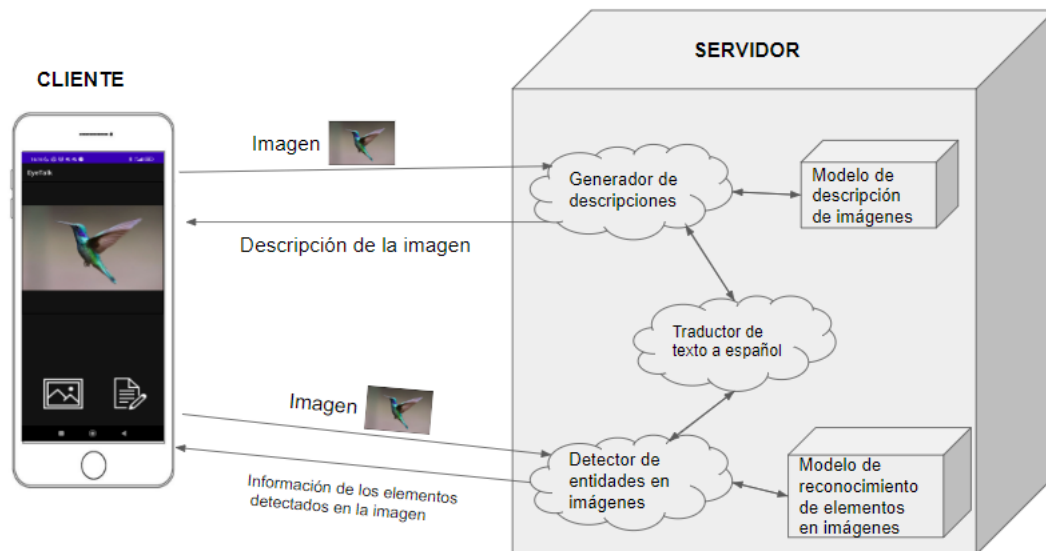 SERVIDOR
CLIENTE
EyeTalk
Imagen
Generador de
descripciones
Modelo de
descripción
de imágenes
Descripción de la imagen
Traductor de
texto a español
Imagen
Detector de
entidades en
imágenes
Modelo de
reconocimiento
de elementos
en imágenes
Información de los elementos
detectados en la imagen